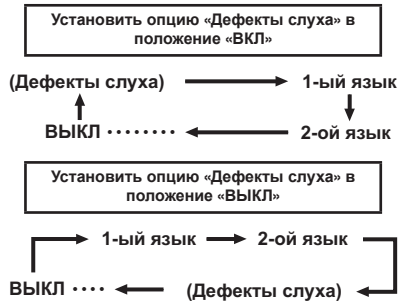 Установить опцию «Дефекты слуха» в
положение «ВКЛ»
(Дефекты слуха) 1-ый язык
ВЫКЛ ········ 2-ой язык
Установить опцию «Дефекты слуха» в
положение «ВЫКЛ»
1-ый язык 2-ой язык
ВЫКЛ ···· (Дефекты слуха)